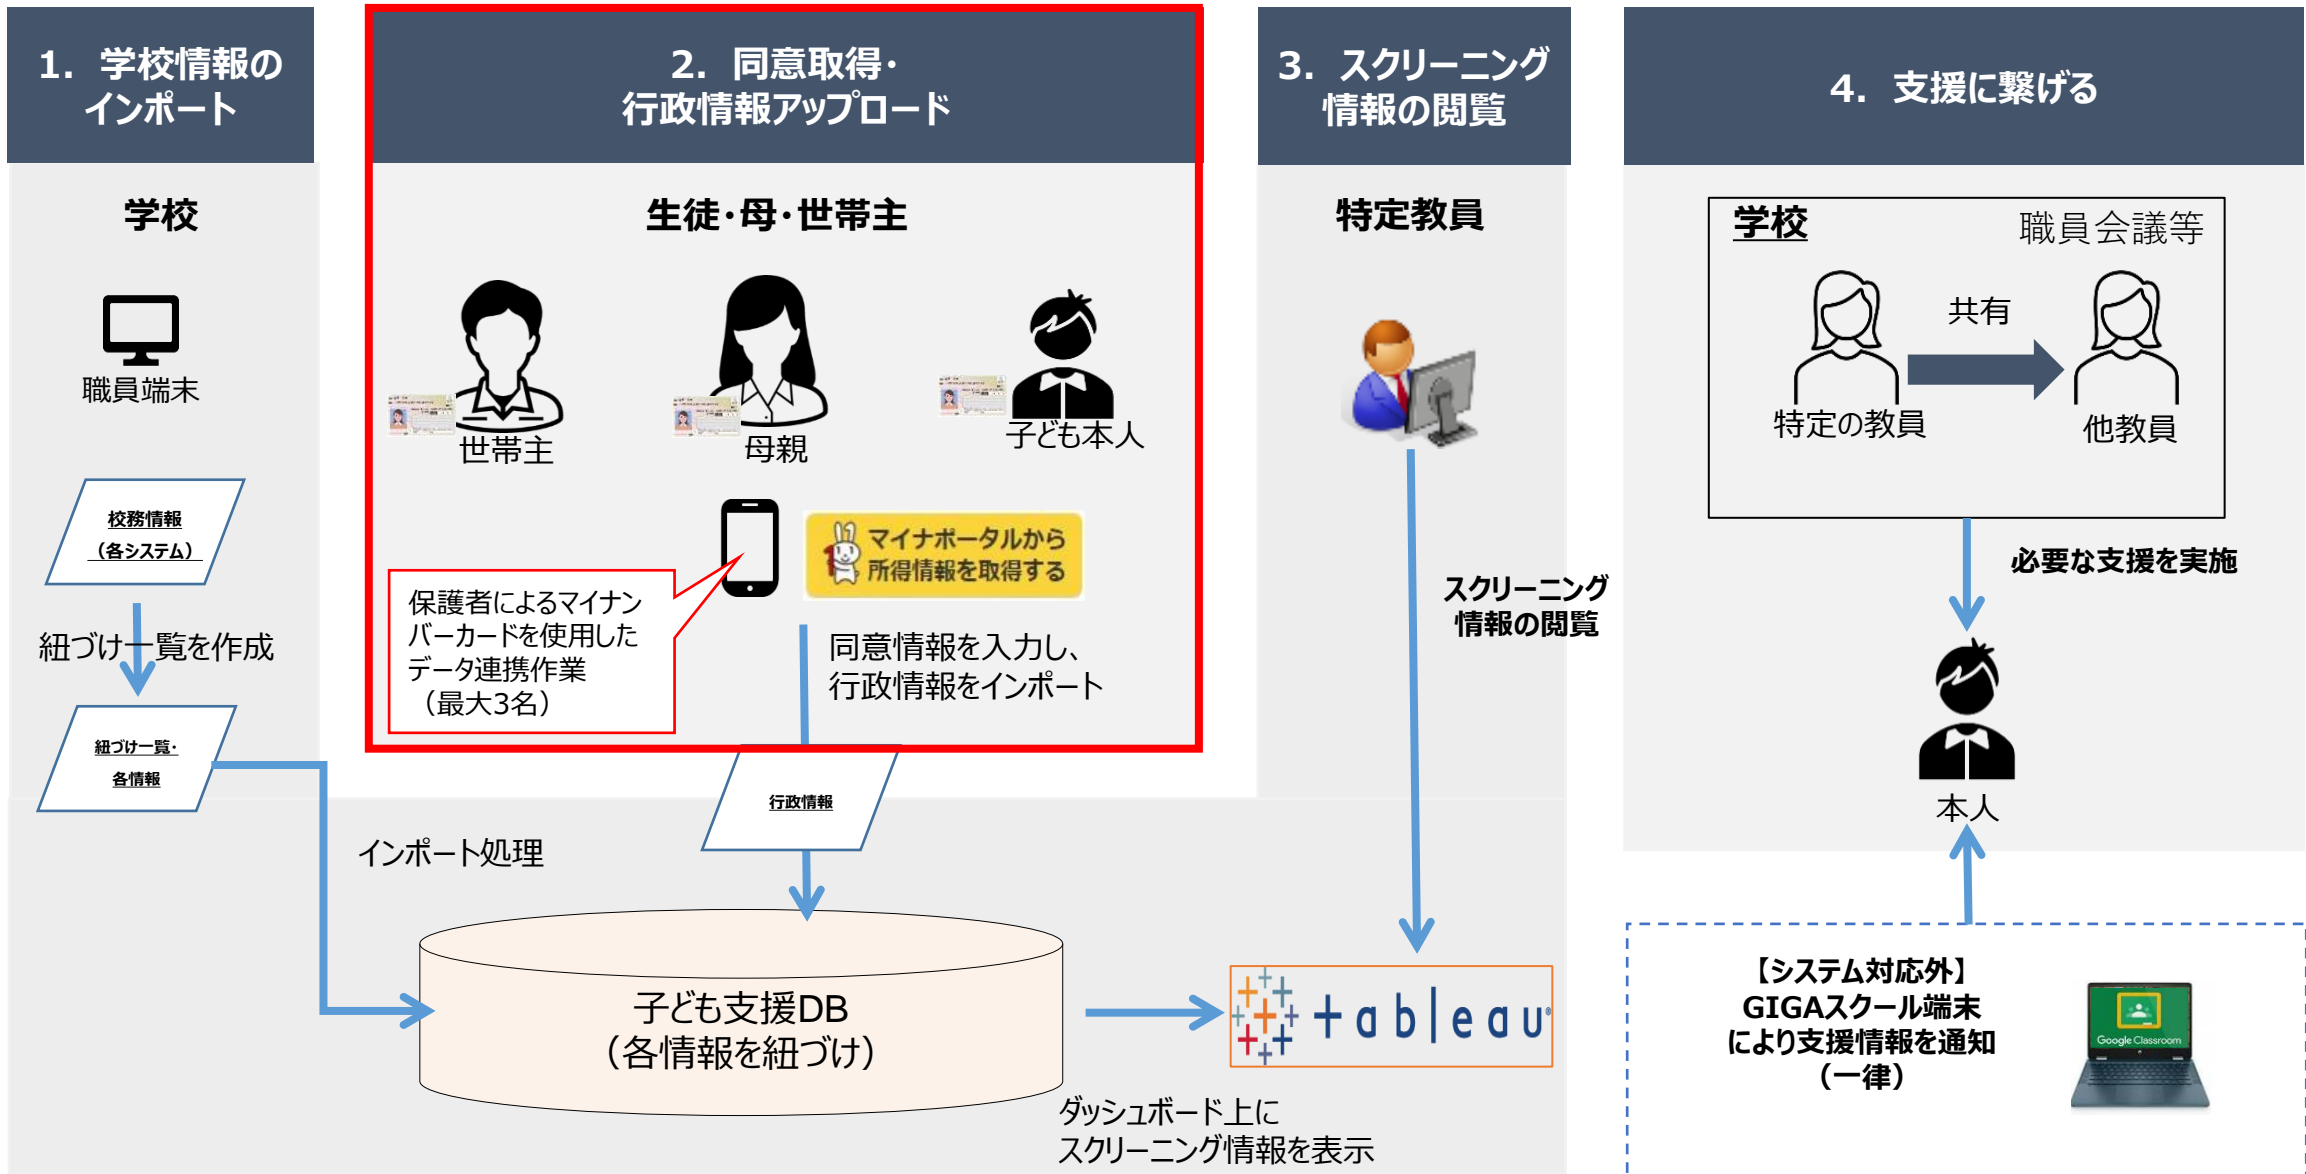 1. 学校情報の
インポート
2. 同意取得・
行政情報アップロード
3. スクリーニング
情報の閲覧
4. 支援に繋げる
学校
職員端末
校務情報
（各システム）
紐づけ一覧を作成
紐づけ一覧・
各情報
生徒・母・世帯主
世帯主
母親
子ども本人
マイナポータルから
所得情報を取得する
保護者によるマイナン
バーカードを使用した
データ連携作業
（最大3名）
同意情報を入力し、
行政情報をインポート
行政情報
インポート処理
子ども支援DB
（各情報を紐づけ）
特定教員
スクリーニング
情報の閲覧
+ableau®
ダッシュボード上に
スクリーニング情報を表示
学校
職員会議等
共有
特定の教員
他教員
必要な支援を実施
本人
【システム対応外】
GIGAスクール端末
により支援情報を通知
（一律）
Google Classroom